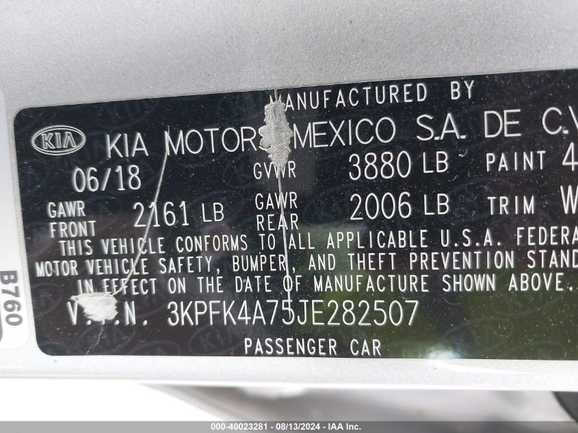 MANUFACTURED BY
KIA KIA MOTORS MEXICO S.A. DE C.V
06/18 GVWR 3880 LB PAINT 4
GAWR FRONT 2161 LB GAWR REAR 2006 LB TRIM W
THIS VEHICLE CONFORMS TO ALL APPLICABLE U.S.A. FEDERA
MOTOR VEHICLE SAFETY, BUMPER, AND THEFT PREVENTION STAND
IN EFFECT ON THE DATE OF MANUFACTURE SHOWN ABOVE.
V.I.N. 3KPFK4A75JE282507
PASSENGER CAR
B760
000-40023281 - 08/13/2024 - IAA Inc.